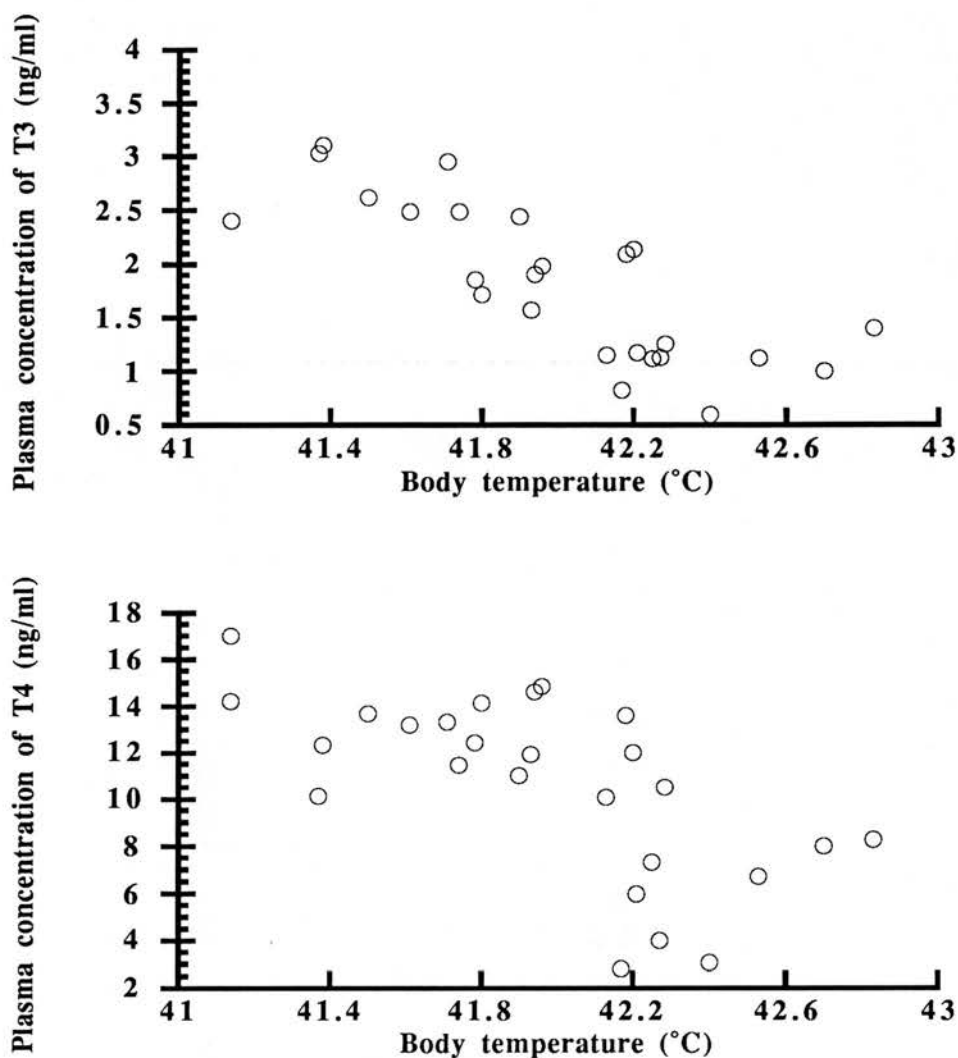 Plasma concentration of T3 (ng/ml)
4
3.5
3
2.5
2
1.5
1
0.5
41 41.4 41.8 42.2 42.6 43
Body temperature (°C)
Plasma concentration of T4 (ng/ml)
18
16
14
12
10
8
6
4
2
41 41.4 41.8 42.2 42.6 43
Body temperature (°C)